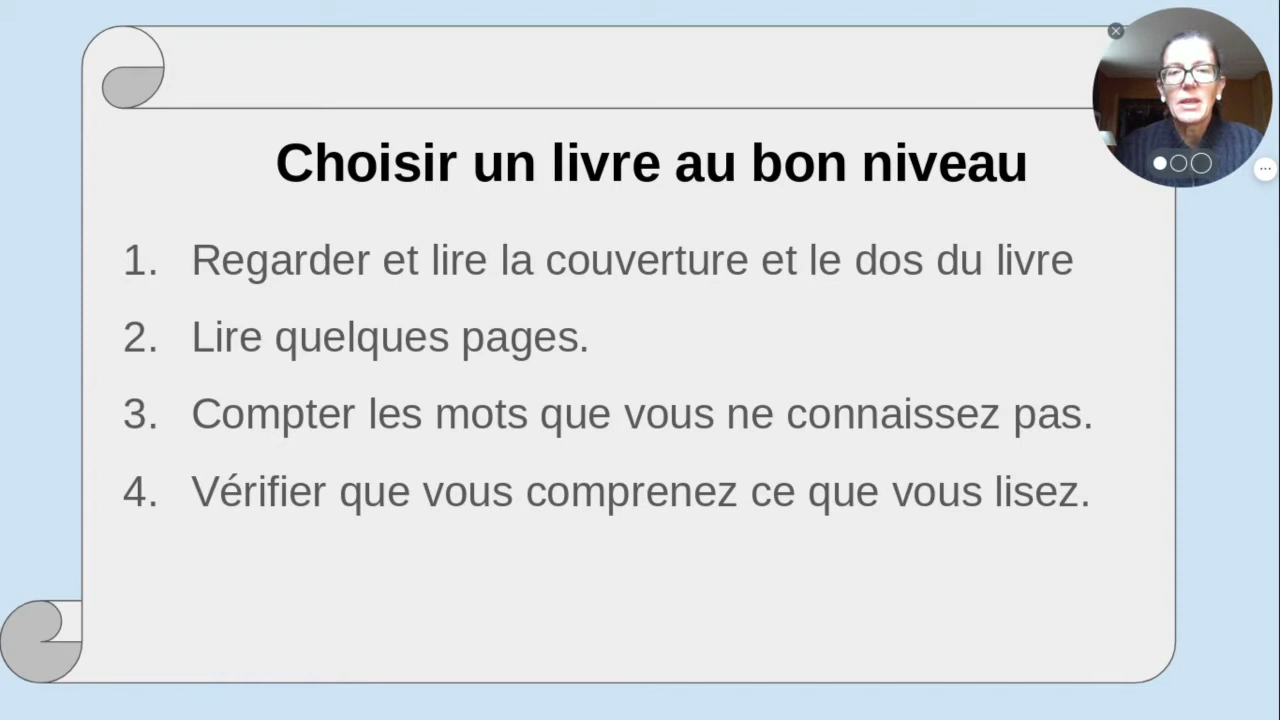 Choisir un livre au bon niveau
1. Regarder et lire la couverture et le dos du livre
2. Lire quelques pages.
3. Compter les mots que vous ne connaissez pas.
4. Vérifier que vous comprenez ce que vous lisez.